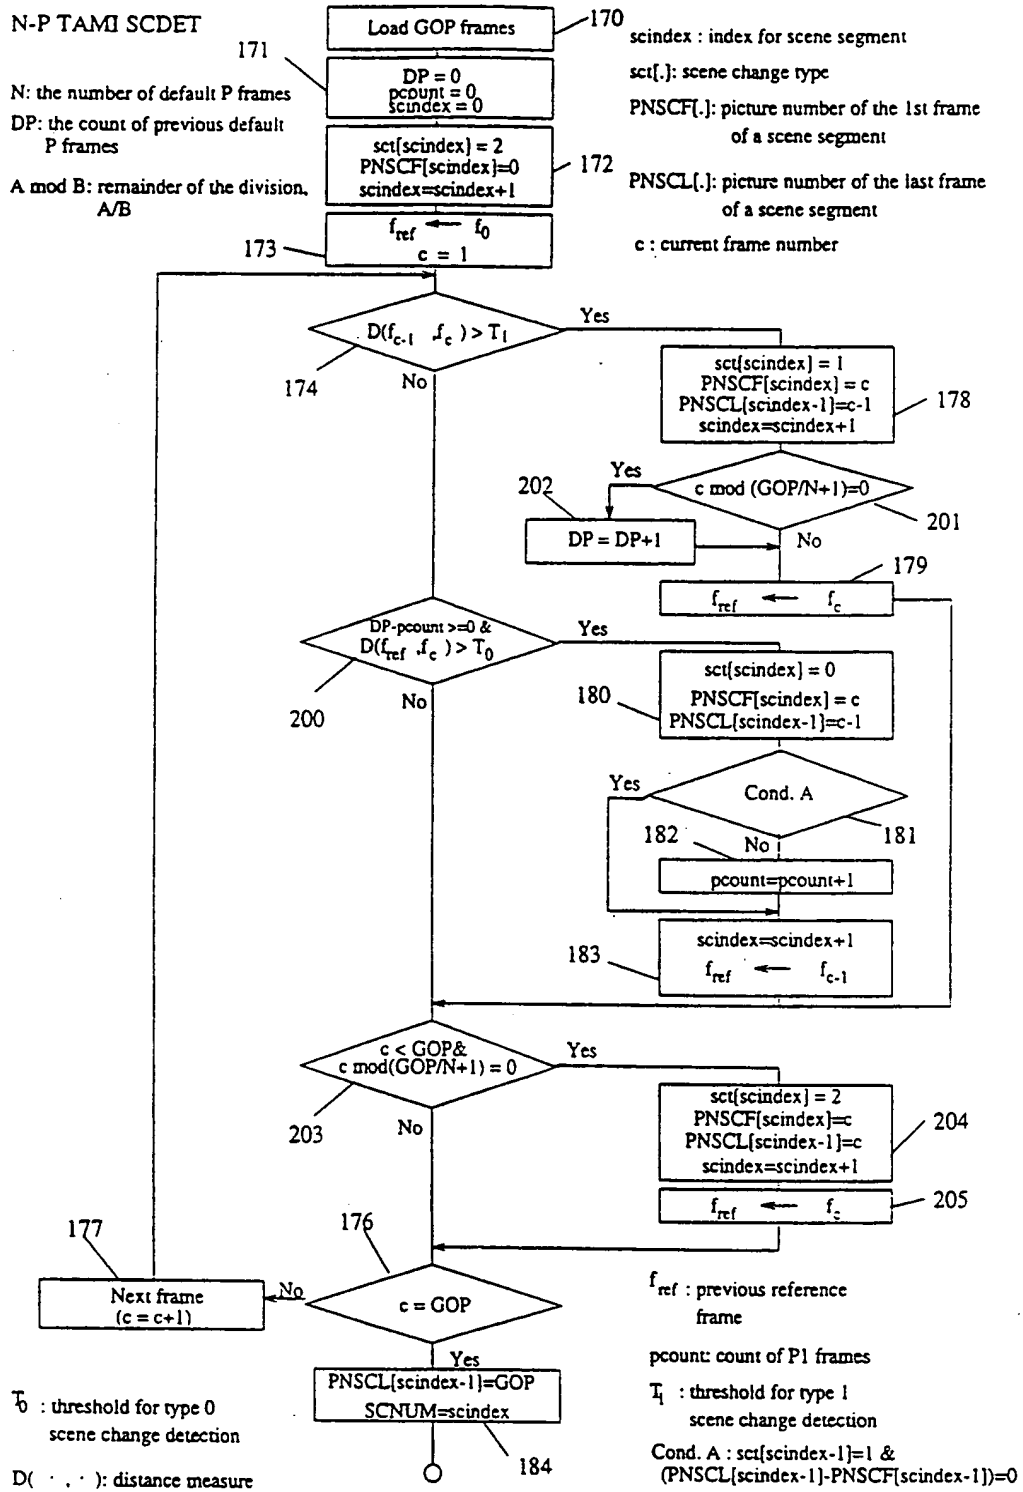 N-P TAMI SCDET
N: the number of default P frames
DP: the count of previous default
P frames
A mod B: remainder of the division,
A/B
Load GOP frames
170
171
DP = 0
pcount = 0
scindex = 0
sct[scindex] = 2
PNSCF[scindex]=0
scindex=scindex+1
172
f_ref ← f_0
c = 1
173
scindex : index for scene segment
sct[.]: scene change type
PNSCF[.]: picture number of the 1st frame
of a scene segment
PNSCL[.]: picture number of the last frame
of a scene segment
c : current frame number
D(f_c-1 ,f_c ) > T_1
Yes
No
174
sct[scindex] = 1
PNSCF[scindex] = c
PNSCL[scindex-1]=c-1
scindex=scindex+1
178
Yes
c mod (GOP/N+1)=0
201
202
DP = DP+1
No
179
f_ref ← f_c
DP-pcount >=0 &
D(f_ref ,f_c ) > T_0
Yes
No
200
sct[scindex] = 0
PNSCF[scindex] = c
PNSCL[scindex-1]=c-1
180
Yes
Cond. A
181
No
182
pcount=pcount+1
scindex=scindex+1
f_ref ← f_c-1
183
c < GOP&
c mod(GOP/N+1) = 0
Yes
No
203
sct[scindex] = 2
PNSCF[scindex]=c
PNSCL[scindex-1]=c
scindex=scindex+1
204
f_ref ← f_c
205
176
177
Next frame
(c = c+1)
No
c = GOP
Yes
PNSCL[scindex-1]=GOP
SCNUM=scindex
184
T_0 : threshold for type 0
scene change detection
D( · , · ): distance measure
f_ref : previous reference
frame
pcount: count of P1 frames
T_1 : threshold for type 1
scene change detection
Cond. A : sct[scindex-1]=1 &
(PNSCL[scindex-1]-PNSCF[scindex-1])=0